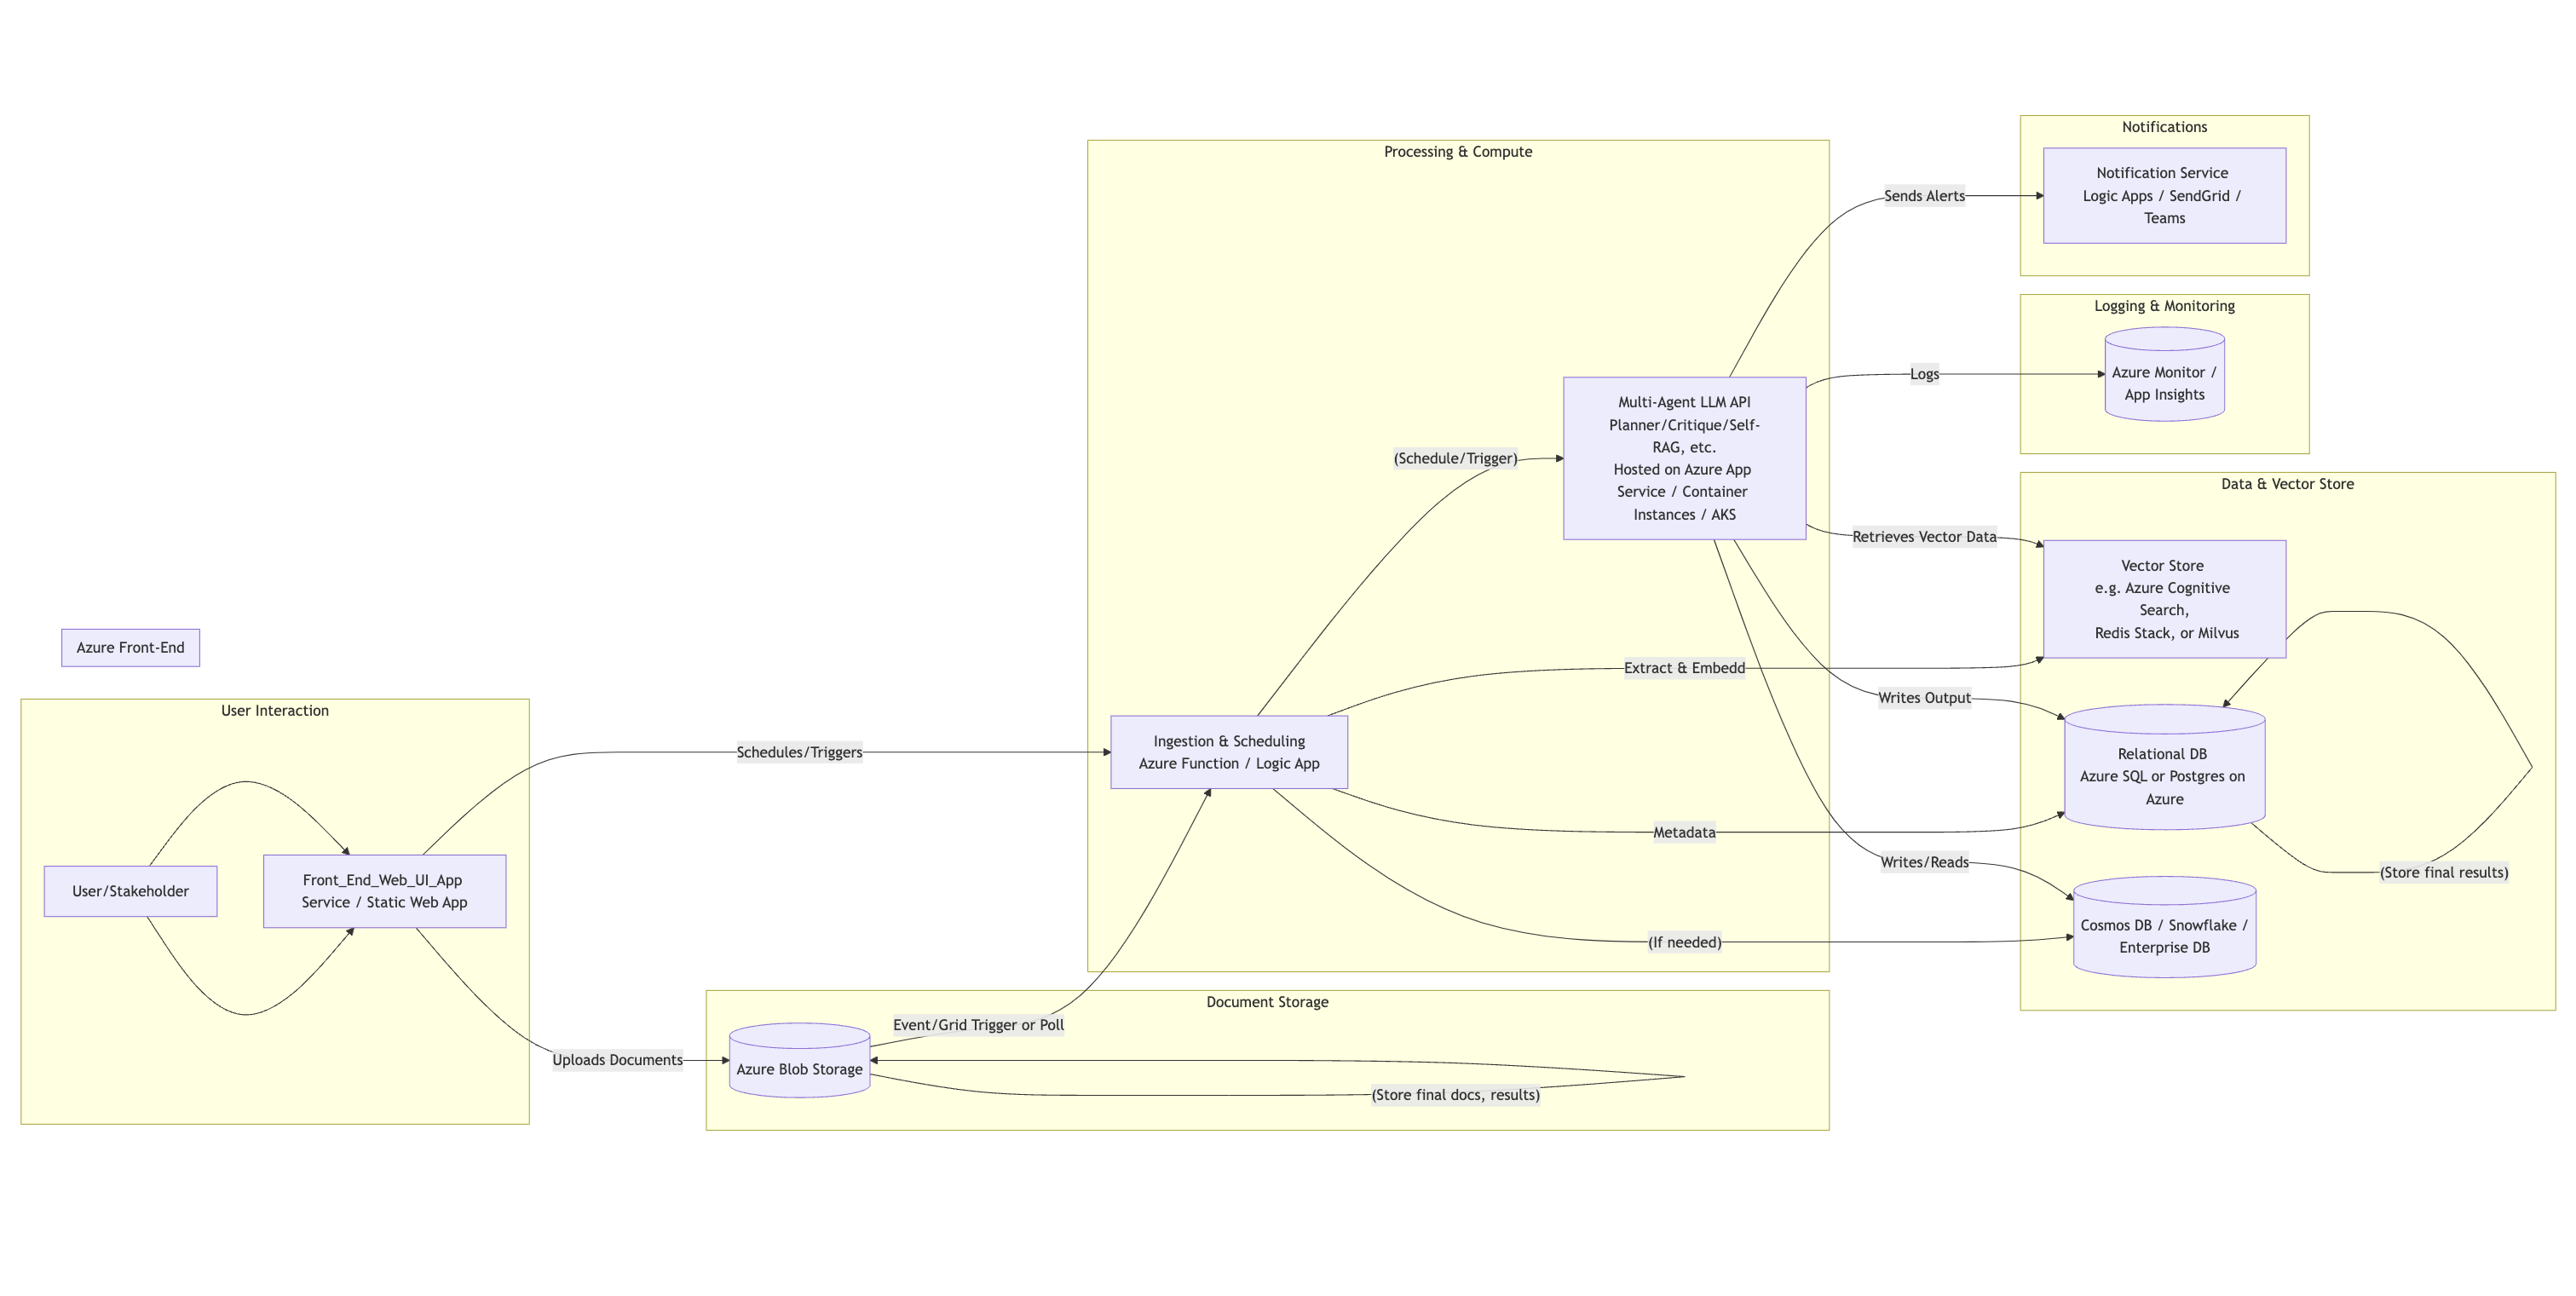 Azure Front-End
User Interaction
User/Stakeholder
Front_End_Web_UI_App
Service / Static Web App
Schedules/Triggers
Uploads Documents
Document Storage
Azure Blob Storage
Event/Grid Trigger or Poll
(Store final docs, results)
Processing & Compute
Ingestion & Scheduling
Azure Function / Logic App
(Schedule/Trigger)
Multi-Agent LLM API
Planner/Critique/Self-
RAG, etc.
Hosted on Azure App
Service / Container
Instances / AKS
Extract & Embedd
Metadata
(If needed)
Sends Alerts
Logs
Retrieves Vector Data
Writes Output
Writes/Reads
Notifications
Notification Service
Logic Apps / SendGrid /
Teams
Logging & Monitoring
Azure Monitor /
App Insights
Data & Vector Store
Vector Store
e.g. Azure Cognitive
Search,
Redis Stack, or Milvus
Relational DB
Azure SQL or Postgres on
Azure
(Store final results)
Cosmos DB / Snowflake /
Enterprise DB